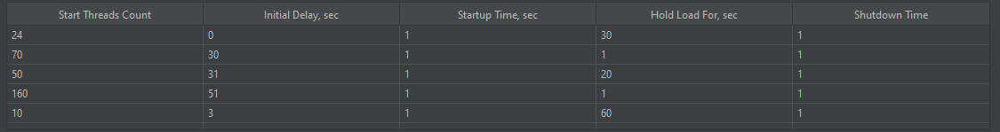 Start Threads Count Initial Delay, sec Startup Time, sec Hold Load For, sec Shutdown Time
24 0 1 30 1
70 30 1 1 1
50 31 1 20 1
160 51 1 1 1
10 3 1 60 1